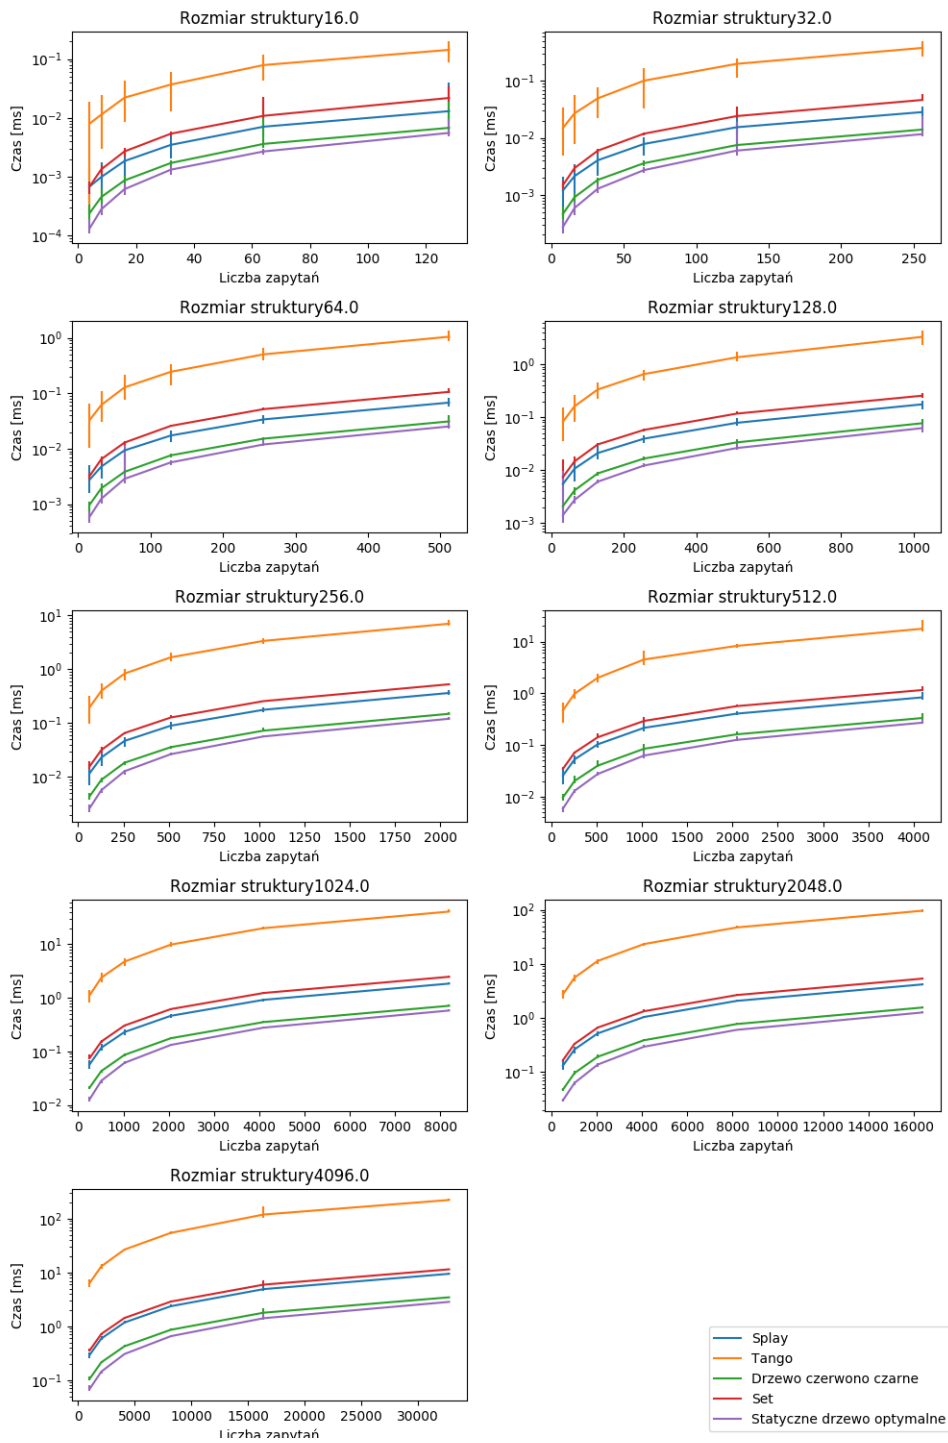 Rozmiar struktury16.0
Czas [ms]
10⁻¹
10⁻²
10⁻³
10⁻⁴
0 20 40 60 80 100 120
Liczba zapytań
Rozmiar struktury32.0
Czas [ms]
10⁻¹
10⁻²
10⁻³
0 50 100 150 200 250
Liczba zapytań
Rozmiar struktury64.0
Czas [ms]
10⁰
10⁻¹
10⁻²
10⁻³
0 100 200 300 400 500
Liczba zapytań
Rozmiar struktury128.0
Czas [ms]
10⁰
10⁻¹
10⁻²
10⁻³
0 200 400 600 800 1000
Liczba zapytań
Rozmiar struktury256.0
Czas [ms]
10¹
10⁰
10⁻¹
10⁻²
0 250 500 750 1000 1250 1500 1750 2000
Liczba zapytań
Rozmiar struktury512.0
Czas [ms]
10¹
10⁰
10⁻¹
10⁻²
0 500 1000 1500 2000 2500 3000 3500 4000
Liczba zapytań
Rozmiar struktury1024.0
Czas [ms]
10¹
10⁰
10⁻¹
10⁻²
0 1000 2000 3000 4000 5000 6000 7000 8000
Liczba zapytań
Rozmiar struktury2048.0
Czas [ms]
10²
10¹
10⁰
10⁻¹
0 2000 4000 6000 8000 10000 12000 14000 16000
Liczba zapytań
Rozmiar struktury4096.0
Czas [ms]
10²
10¹
10⁰
10⁻¹
0 5000 10000 15000 20000 25000 30000
Liczba zapytań
Splay
Tango
Drzewo czerwono czarne
Set
Statyczne drzewo optymalne